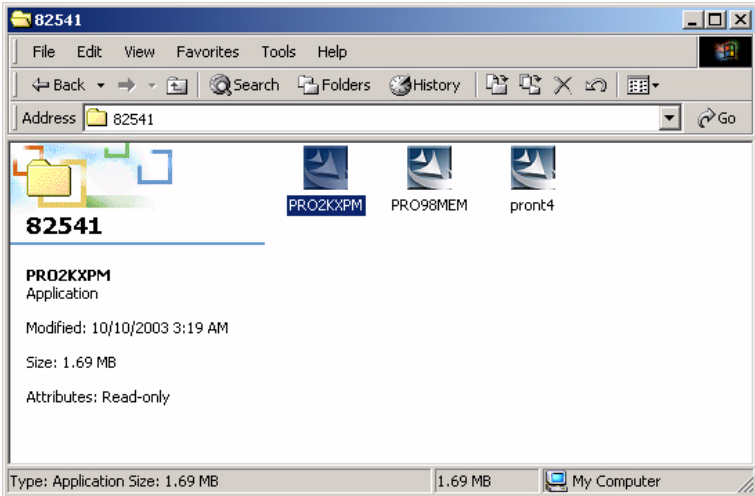 82541
File Edit View Favorites Tools Help
Back Search Folders History
Address 82541 Go
PRO2KXPM PRO98MEM pront4
82541
PRO2KXPM
Application
Modified: 10/10/2003 3:19 AM
Size: 1.69 MB
Attributes: Read-only
Type: Application Size: 1.69 MB 1.69 MB My Computer